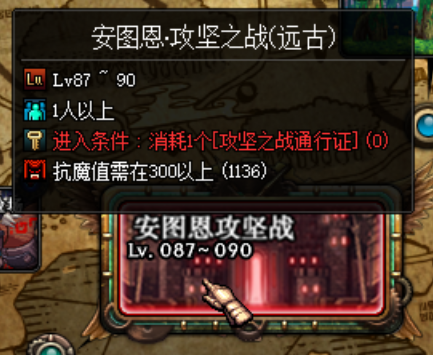 安图恩·攻坚之战(远古)
Lv Lv87 ~ 90
1人以上
进入条件：消耗1个[攻坚之战通行证] (0)
抗魔值需在300以上 (1136)
安图恩攻坚战
Lv. 087~090